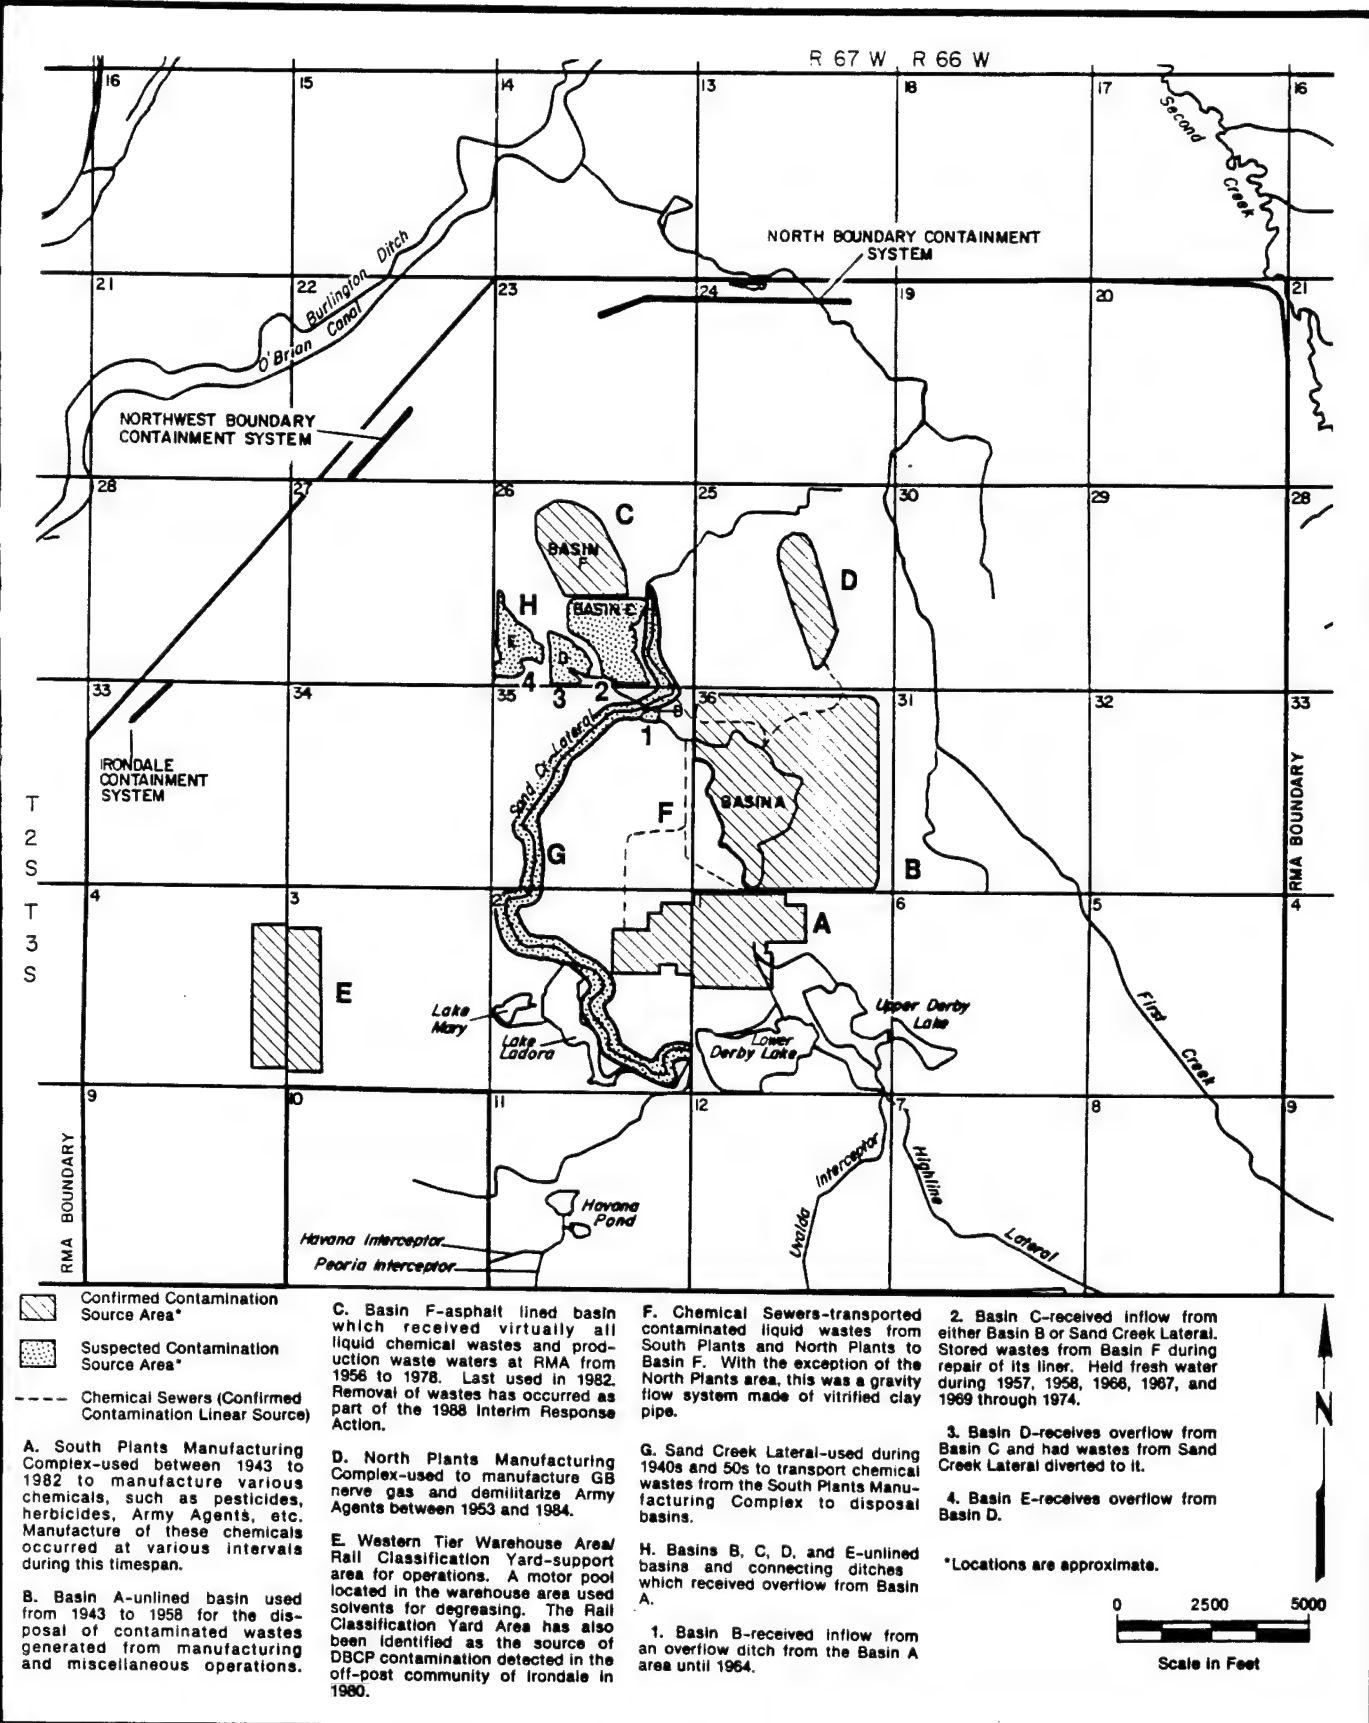 R 67 W R 66 W
16 15 14 13 18 17 16
Second
Creek
NORTH BOUNDARY CONTAINMENT
SYSTEM
Burlington Ditch
O'Brian Canal
21 22 23 24 19 20 21
NORTHWEST BOUNDARY
CONTAINMENT SYSTEM
28 27 26 25 30 29 28
C
BASIN
F
D
H
BASIN C
E
D
4 3 2
33 34 35 36 31 32 33
B
1
Sand Cr. Lateral
IRONDALE
CONTAINMENT
SYSTEM
BASIN A
F
G
B
RMA BOUNDARY
T
2
S
4 3 2 6 5 4
T
3
S
A
E
Lake
Mary
Lake
Ladora
Lower
Derby Lake
Upper Derby
Lake
First
Creek
9 10 11 12 7 8 9
RMA BOUNDARY
Havana
Pond
Havana Interceptor
Peoria Interceptor
Uvalda
Interceptor
Highline
Lateral
Confirmed Contamination
Source Area*
Suspected Contamination
Source Area*
Chemical Sewers (Confirmed
Contamination Linear Source)
A. South Plants Manufacturing
Complex-used between 1943 to
1982 to manufacture various
chemicals, such as pesticides,
herbicides, Army Agents, etc.
Manufacture of these chemicals
occurred at various intervals
during this timespan.
B. Basin A-unlined basin used
from 1943 to 1958 for the dis-
posal of contaminated wastes
generated from manufacturing
and miscellaneous operations.
C. Basin F-asphalt lined basin
which received virtually all
liquid chemical wastes and prod-
uction waste waters at RMA from
1956 to 1978. Last used in 1982.
Removal of wastes has occurred as
part of the 1988 Interim Response
Action.
D. North Plants Manufacturing
Complex-used to manufacture GB
nerve gas and demilitarize Army
Agents between 1953 and 1984.
E. Western Tier Warehouse Area/
Rail Classification Yard-support
area for operations. A motor pool
located in the warehouse area used
solvents for degreasing. The Rail
Classification Yard Area has also
been identified as the source of
DBCP contamination detected in the
off-post community of Irondale in
1980.
F. Chemical Sewers-transported
contaminated liquid wastes from
South Plants and North Plants to
Basin F. With the exception of the
North Plants area, this was a gravity
flow system made of vitrified clay
pipe.
G. Sand Creek Lateral-used during
1940s and 50s to transport chemical
wastes from the South Plants Manu-
facturing Complex to disposal
basins.
H. Basins B, C, D, and E-unlined
basins and connecting ditches
which received overflow from Basin
A.
1. Basin B-received inflow from
an overflow ditch from the Basin A
area until 1964.
2. Basin C-received inflow from
either Basin B or Sand Creek Lateral.
Stored wastes from Basin F during
repair of its liner. Held fresh water
during 1957, 1958, 1966, 1967, and
1969 through 1974.
3. Basin D-receives overflow from
Basin C and had wastes from Sand
Creek Lateral diverted to it.
4. Basin E-receives overflow from
Basin D.
*Locations are approximate.
N
0 2500 5000
Scale in Feet